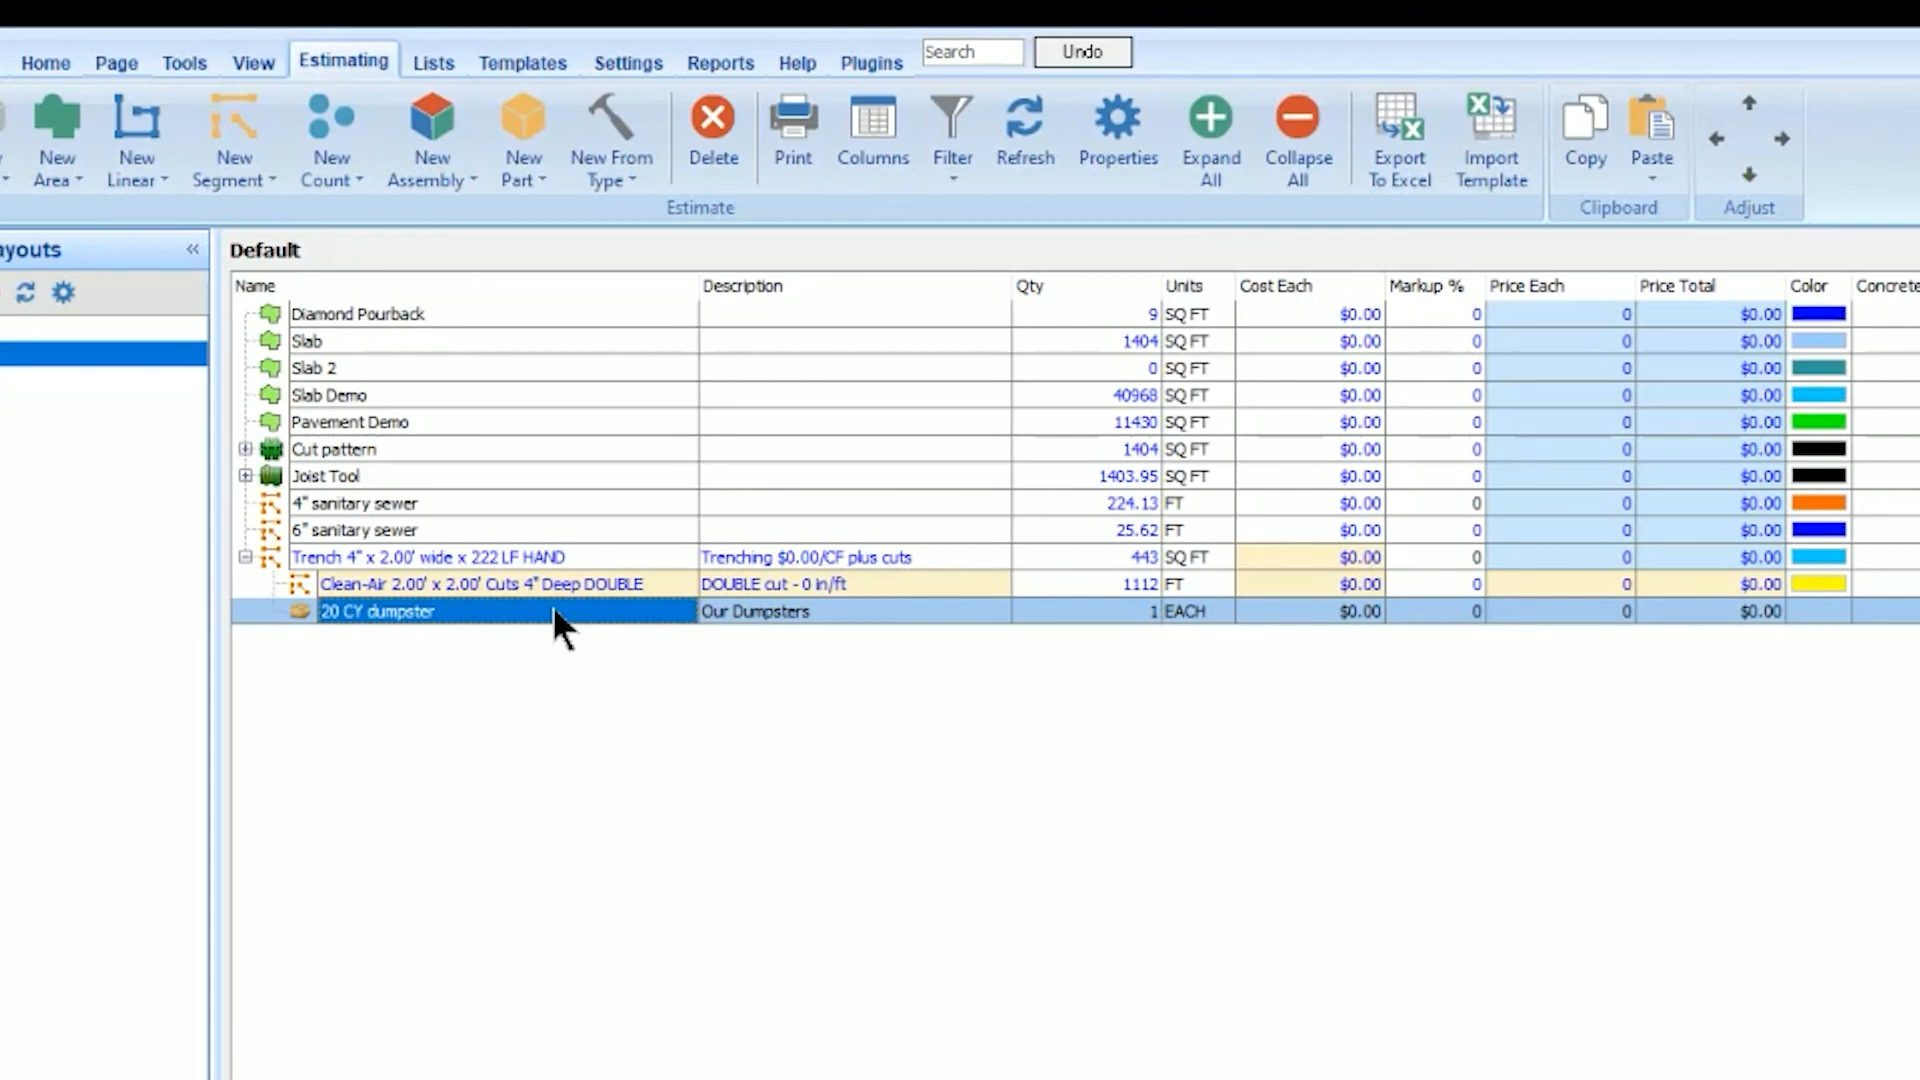 Home Page Tools View Estimating Lists Templates Settings Reports Help Plugins Search Undo
New Area New Linear New Segment New Count New Assembly New Part New From Type Delete Print Columns Filter Refresh Properties Expand All Collapse All Export To Excel Import Template Copy Paste
Estimate Clipboard Adjust
ayouts «
Default
Name Description Qty Units Cost Each Markup % Price Each Price Total Color Concrete
Diamond Pourback 9 SQ FT $0.00 0 0 $0.00
Slab 1404 SQ FT $0.00 0 0 $0.00
Slab 2 0 SQ FT $0.00 0 0 $0.00
Slab Demo 40968 SQ FT $0.00 0 0 $0.00
Pavement Demo 11430 SQ FT $0.00 0 0 $0.00
Cut pattern 1404 SQ FT $0.00 0 0 $0.00
Joist Tool 1403.95 SQ FT $0.00 0 0 $0.00
4" sanitary sewer 224.13 FT $0.00 0 0 $0.00
6" sanitary sewer 25.62 FT $0.00 0 0 $0.00
Trench 4" x 2.00' wide x 222 LF HAND Trenching $0.00/CF plus cuts 443 SQ FT $0.00 0 0 $0.00
Clean-Air 2.00' x 2.00' Cuts 4" Deep DOUBLE DOUBLE cut - 0 in/ft 1112 FT $0.00 0 0 $0.00
20 CY dumpster Our Dumpsters 1 EACH $0.00 0 0 $0.00